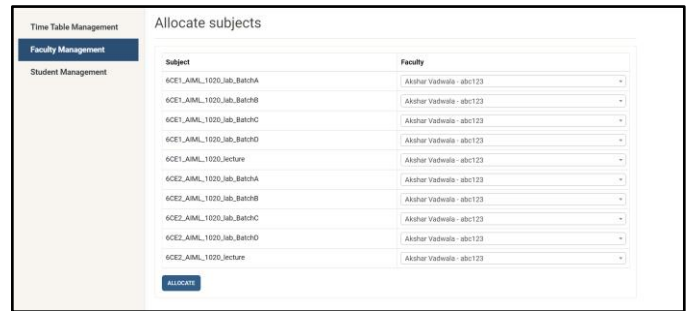 Time Table Management
Faculty Management
Student Management
Allocate subjects
Subject Faculty
6CE1_AIML_1020_lab_BatchA Akshar Vadwala - abc123
6CE1_AIML_1020_lab_BatchB Akshar Vadwala - abc123
6CE1_AIML_1020_lab_BatchC Akshar Vadwala - abc123
6CE1_AIML_1020_lab_BatchD Akshar Vadwala - abc123
6CE1_AIML_1020_lecture Akshar Vadwala - abc123
6CE2_AIML_1020_lab_BatchA Akshar Vadwala - abc123
6CE2_AIML_1020_lab_BatchB Akshar Vadwala - abc123
6CE2_AIML_1020_lab_BatchC Akshar Vadwala - abc123
6CE2_AIML_1020_lab_BatchD Akshar Vadwala - abc123
6CE2_AIML_1020_lecture Akshar Vadwala - abc123
ALLOCATE